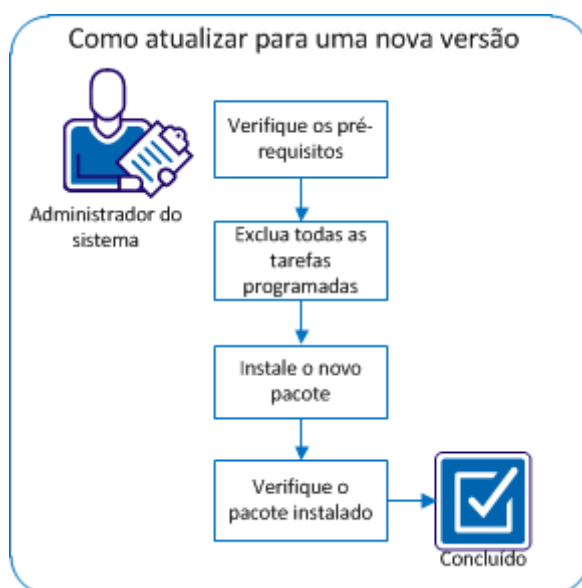 Como atualizar para uma nova versão
Administrador do
sistema
Verifique os pré-
requisitos
Exclua todas as
tarefas
programadas
Instale o novo
pacote
Verifique o
pacote instalado
Concluído